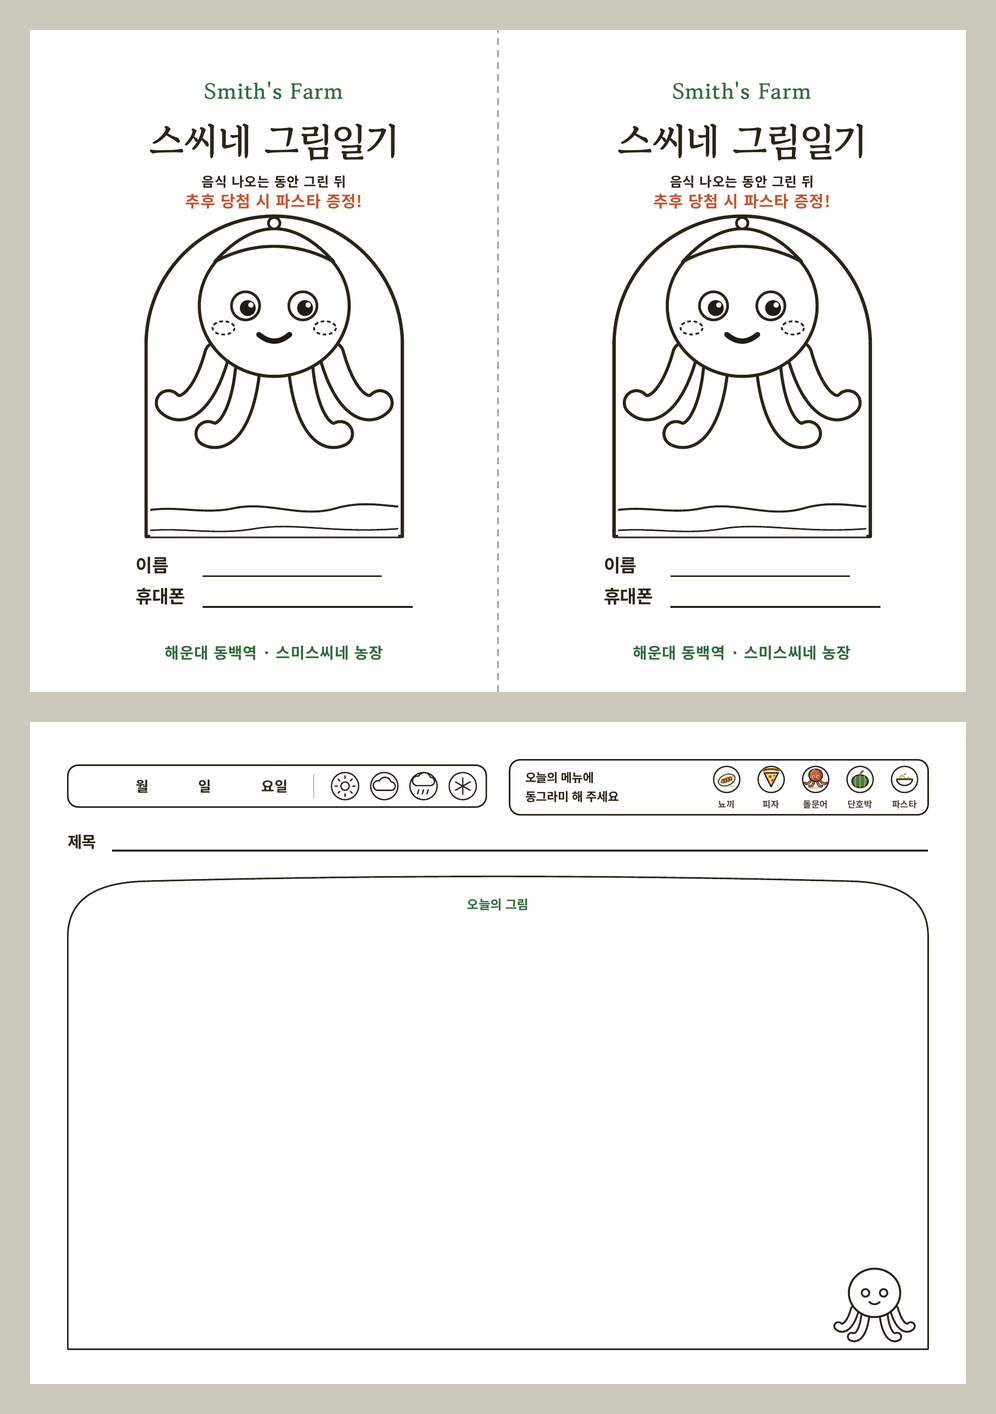 Smith's Farm
스씨네 그림일기
음식 나오는 동안 그린 뒤
추후 당첨 시 파스타 증정!
이름
휴대폰
해운대 동백역 · 스미스씨네 농장
Smith's Farm
스씨네 그림일기
음식 나오는 동안 그린 뒤
추후 당첨 시 파스타 증정!
이름
휴대폰
해운대 동백역 · 스미스씨네 농장
월 일 요일
오늘의 메뉴에
동그라미 해 주세요
뇨끼 피자 돌문어 단호박 파스타
제목
오늘의 그림